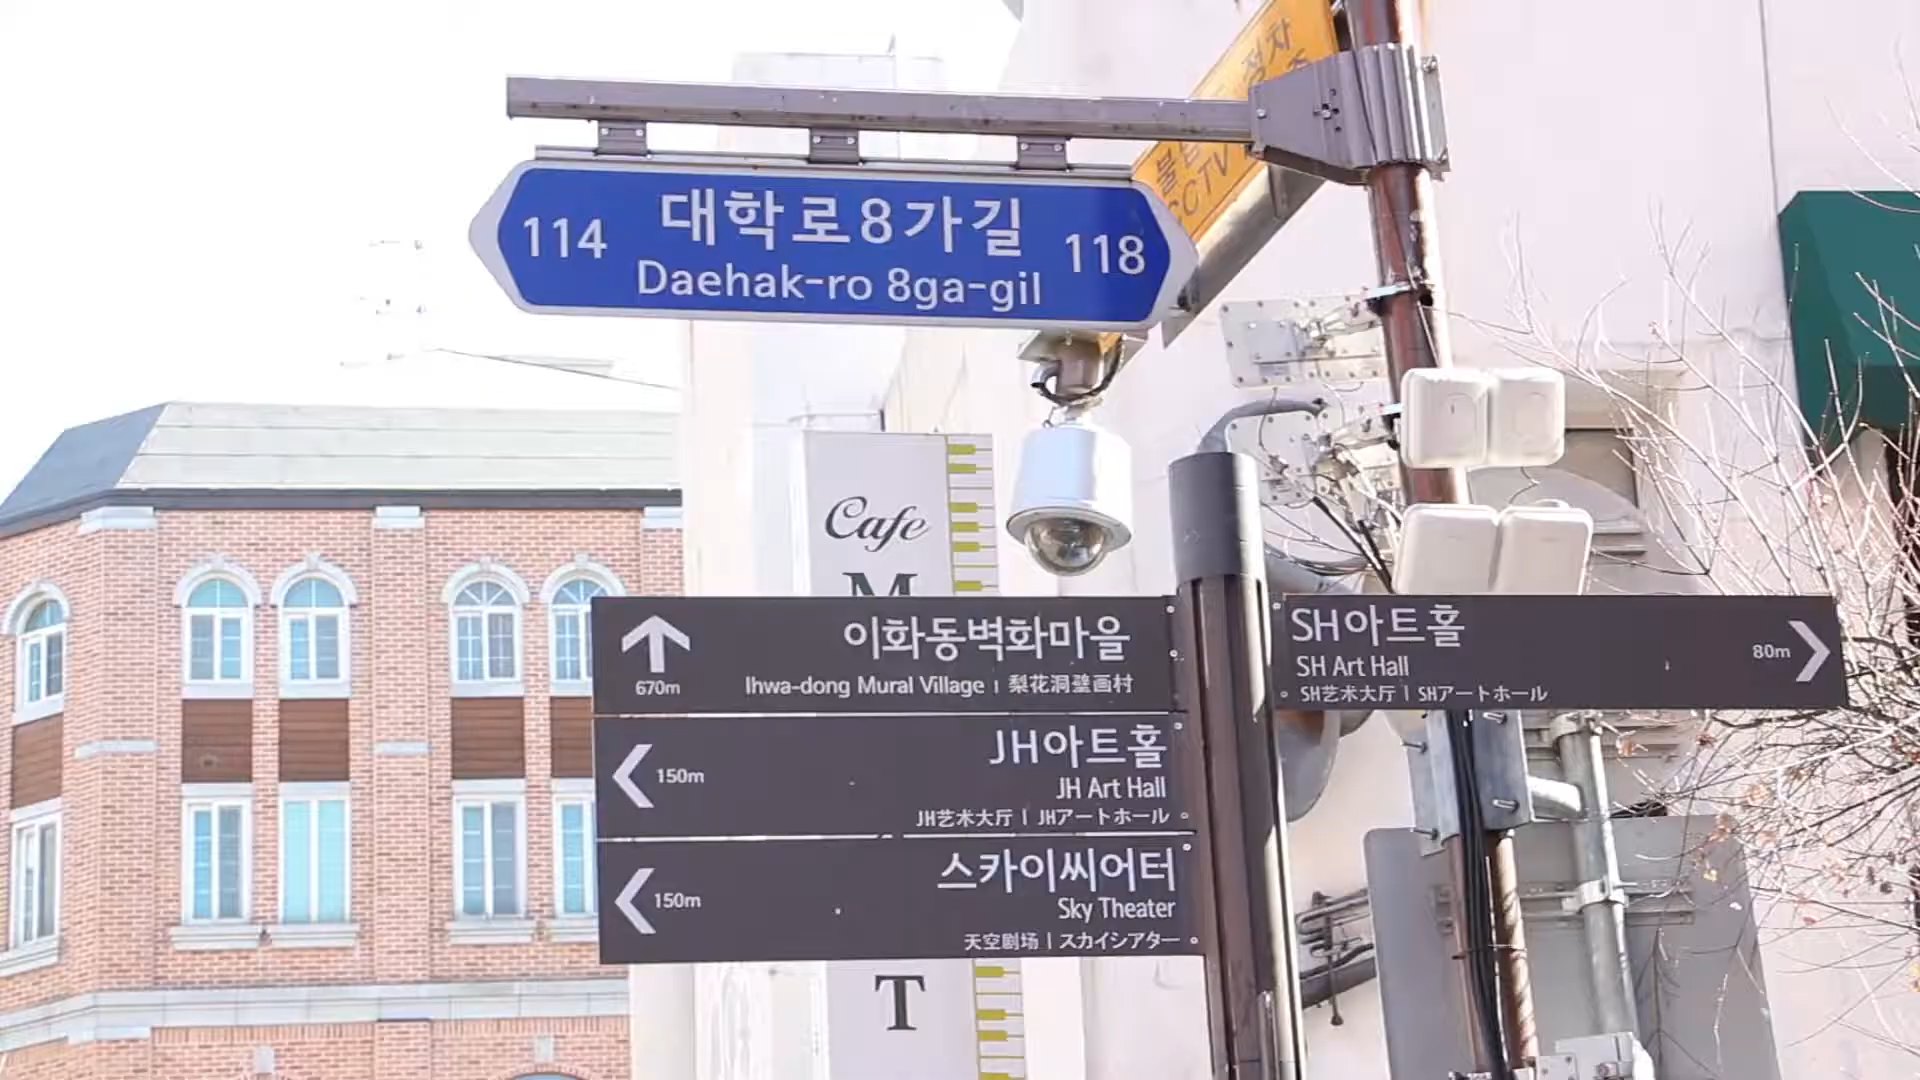 정차
불법
CCTV
114 대학로8가길 118
Daehak-ro 8ga-gil
Cafe
M
이화동벽화마을
670m Ihwa-dong Mural Village | 梨花洞壁画村
JH아트홀
150m JH Art Hall
JH艺术大厅 | JHアートホール
스카이씨어터
150m Sky Theater
天空剧场 | スカイシアター
SH아트홀
SH Art Hall 80m
SH艺术大厅 | SHアートホール
T